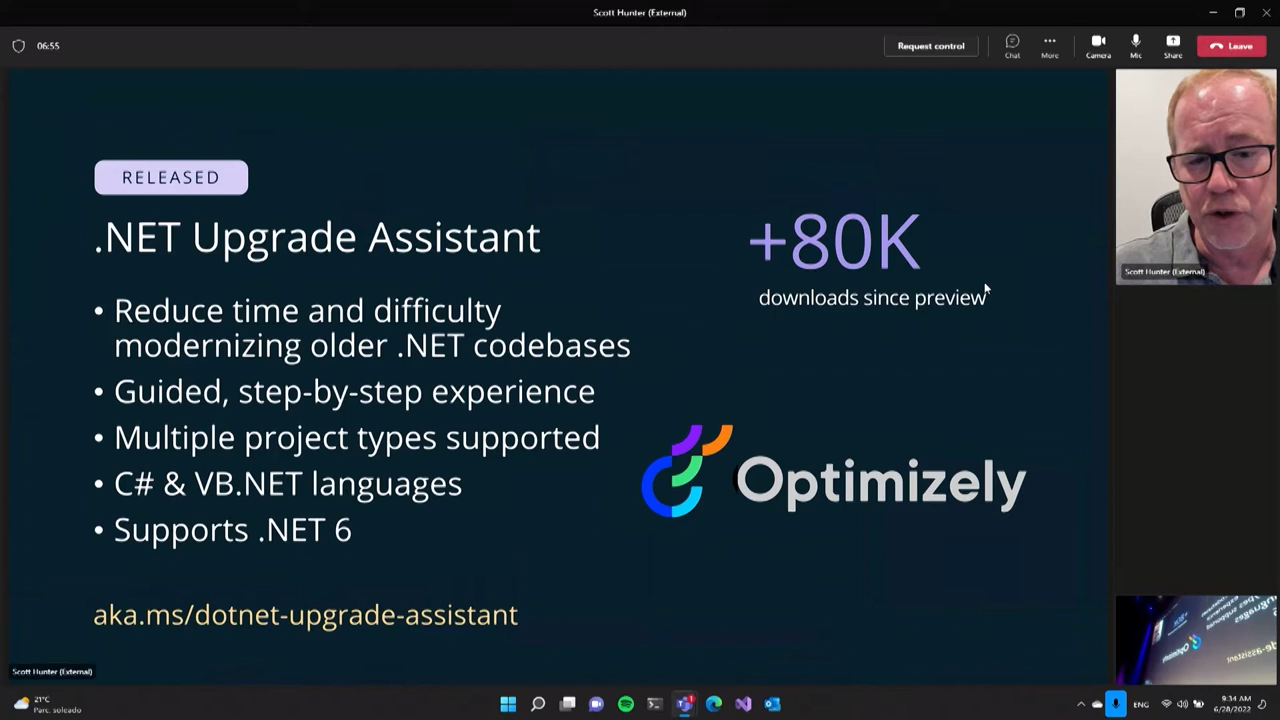 Scott Hunter (External)
06:55
Request control
Chat
More
Camera
Mic
Share
Leave
RELEASED
.NET Upgrade Assistant
• Reduce time and difficulty
modernizing older .NET codebases
• Guided, step-by-step experience
• Multiple project types supported
• C# & VB.NET languages
• Supports .NET 6
aka.ms/dotnet-upgrade-assistant
+80K
downloads since preview
Optimizely
Scott Hunter (External)
Optimizely
Scott Hunter (External)
21°C
Parc. soleado
ENG
9:34 AM
6/28/2022